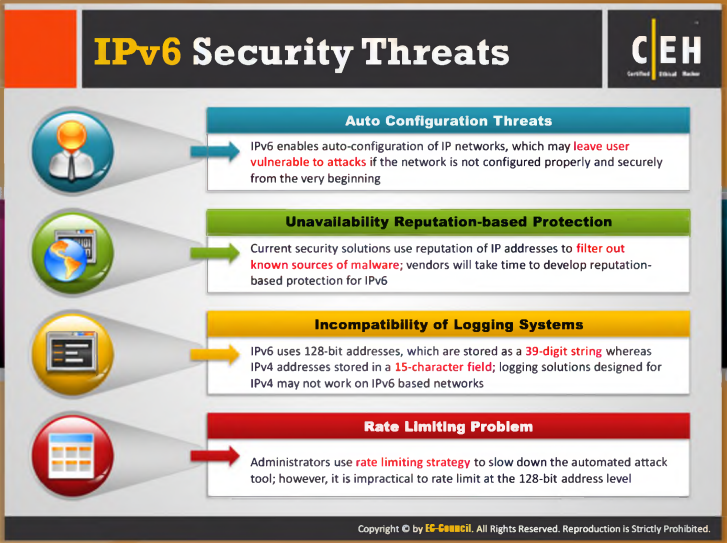 IPv6 Security Threats
C EH
Certified Ethical Hacker
Auto Configuration Threats
IPv6 enables auto-configuration of IP networks, which may leave user
vulnerable to attacks if the network is not configured properly and securely
from the very beginning
Unavailability Reputation-based Protection
Current security solutions use reputation of IP addresses to filter out
known sources of malware; vendors will take time to develop reputation-
based protection for IPv6
Incompatibility of Logging Systems
IPv6 uses 128-bit addresses, which are stored as a 39-digit string whereas
IPv4 addresses stored in a 15-character field; logging solutions designed for
IPv4 may not work on IPv6 based networks
Rate Limiting Problem
Administrators use rate limiting strategy to slow down the automated attack
tool; however, it is impractical to rate limit at the 128-bit address level
Copyright © by EC-Council. All Rights Reserved. Reproduction is Strictly Prohibited.